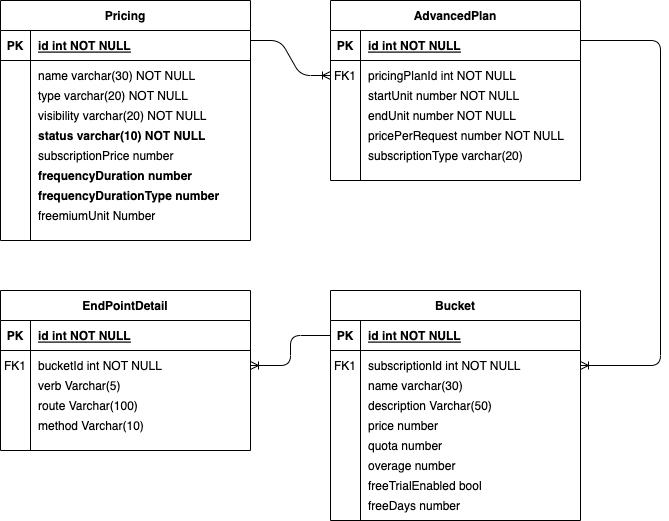 Pricing
PK id int NOT NULL
name varchar(30) NOT NULL
type varchar(20) NOT NULL
visibility varchar(20) NOT NULL
status varchar(10) NOT NULL
subscriptionPrice number
frequencyDuration number
frequencyDurationType number
freemiumUnit Number
AdvancedPlan
PK id int NOT NULL
FK1 pricingPlanId int NOT NULL
startUnit number NOT NULL
endUnit number NOT NULL
pricePerRequest number NOT NULL
subscriptionType varchar(20)
EndPointDetail
PK id int NOT NULL
FK1 bucketId int NOT NULL
verb Varchar(5)
route Varchar(100)
method Varchar(10)
Bucket
PK id int NOT NULL
FK1 subscriptionId int NOT NULL
name varchar(30)
description Varchar(50)
price number
quota number
overage number
freeTrialEnabled bool
freeDays number